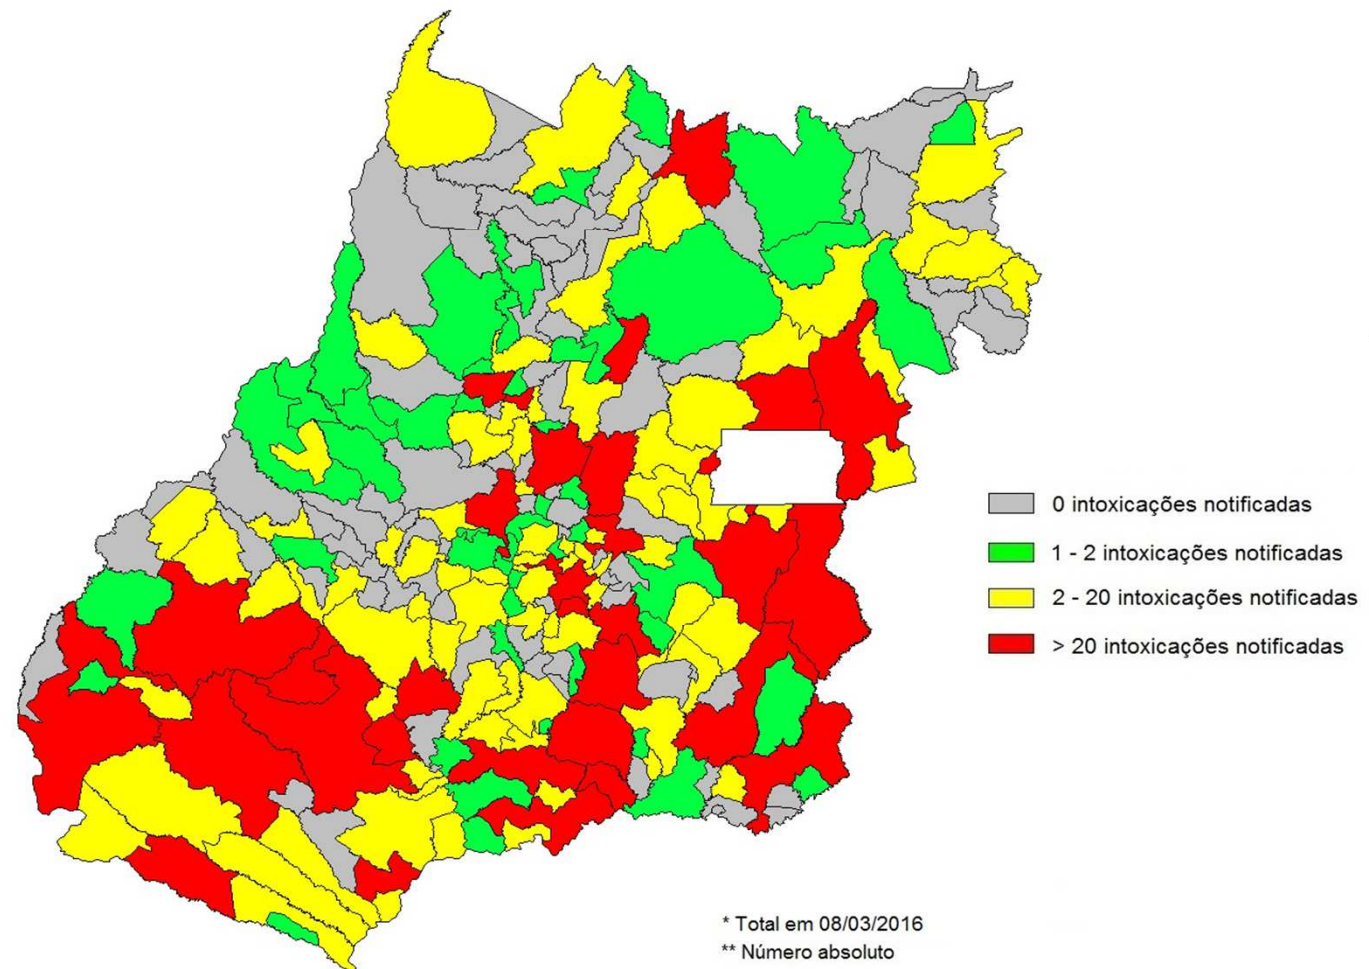 0 intoxicações notificadas
1 - 2 intoxicações notificadas
2 - 20 intoxicações notificadas
> 20 intoxicações notificadas
* Total em 08/03/2016
** Número absoluto